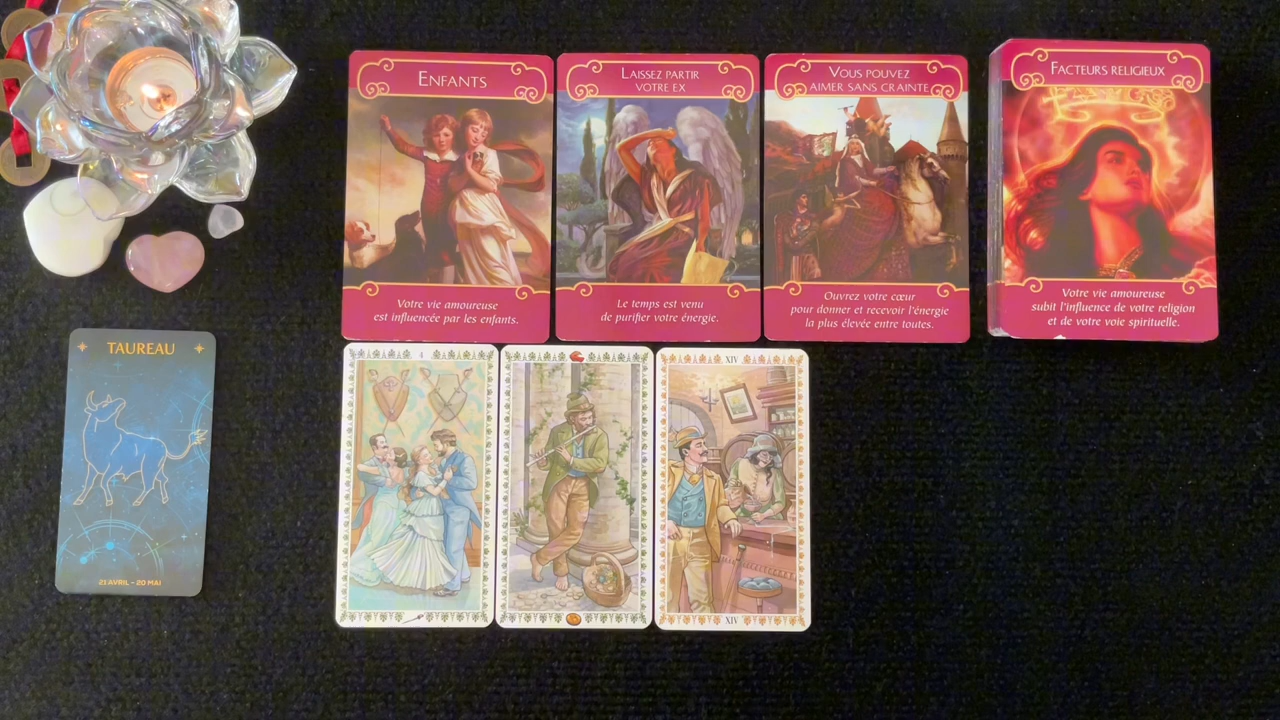 ENFANTS
Votre vie amoureuse
est influencée par les enfants.
LAISSEZ PARTIR
VOTRE EX
Le temps est venu
de purifier votre énergie.
VOUS POUVEZ
AIMER SANS CRAINTE
Ouvrez votre cœur
pour donner et recevoir l'énergie
la plus élevée entre toutes.
FACTEURS RELIGIEUX
Votre vie amoureuse
subit l'influence de votre religion
et de votre voie spirituelle.
TAUREAU
21 AVRIL - 20 MAI
4
XIV
XIV